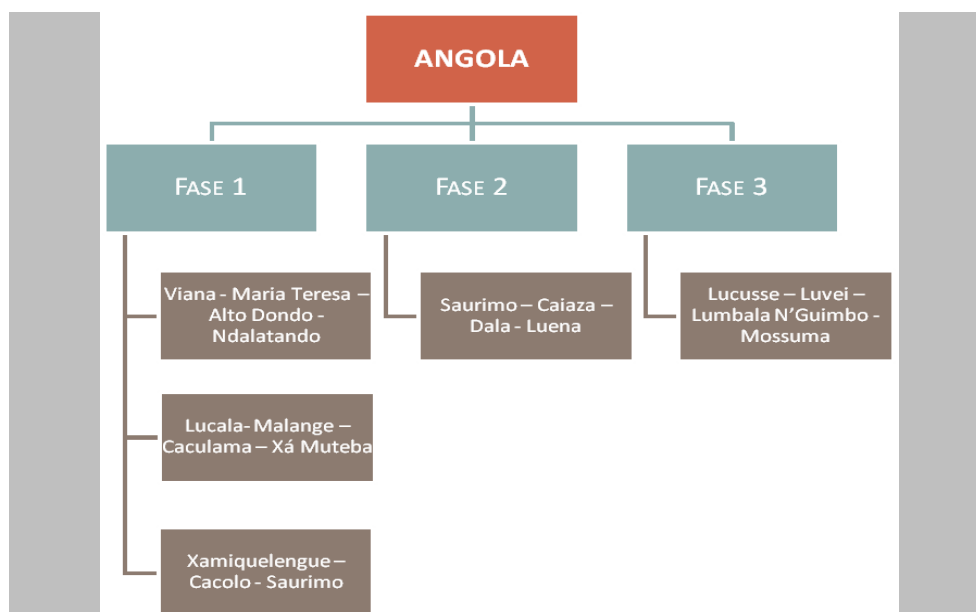 ANGOLA
FASE 1
FASE 2
FASE 3
Viana - Maria Teresa –
Alto Dondo -
Ndalatando
Saurimo – Caiaza –
Dala - Luena
Lucusse – Luvei –
Lumbala N’Guimbo -
Mossuma
Lucala- Malange –
Caculama – Xá Muteba
Xamiquelengue –
Cacolo - Saurimo